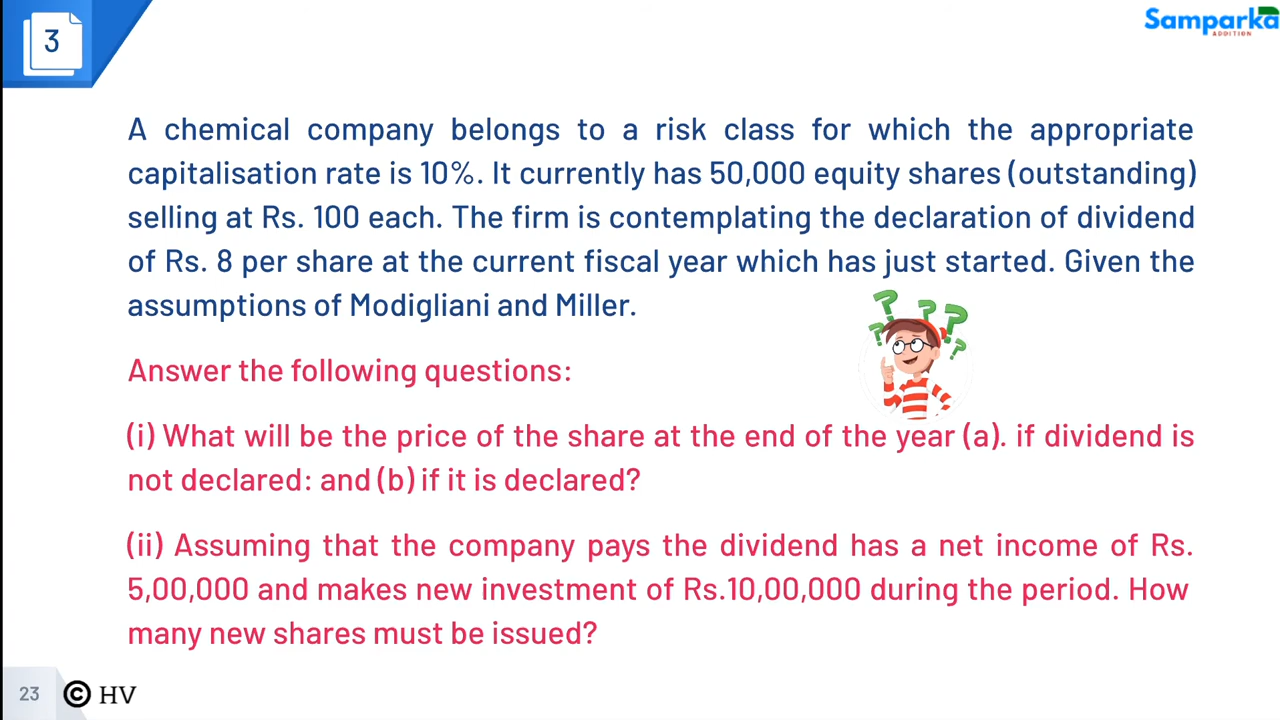 3
Samparka
ADDITION
A chemical company belongs to a risk class for which the appropriate
capitalisation rate is 10%. It currently has 50,000 equity shares (outstanding)
selling at Rs. 100 each. The firm is contemplating the declaration of dividend
of Rs. 8 per share at the current fiscal year which has just started. Given the
assumptions of Modigliani and Miller.
Answer the following questions:
(i) What will be the price of the share at the end of the year (a). if dividend is
not declared: and (b) if it is declared?
(ii) Assuming that the company pays the dividend has a net income of Rs.
5,00,000 and makes new investment of Rs.10,00,000 during the period. How
many new shares must be issued?
23 © HV